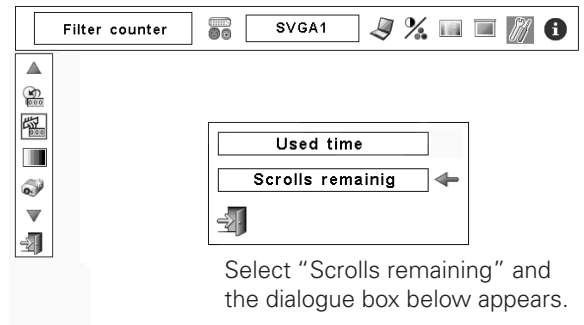 Filter counter
SVGA1
Used time
Scrolls remainig
Select “Scrolls remaining” and
the dialogue box below appears.